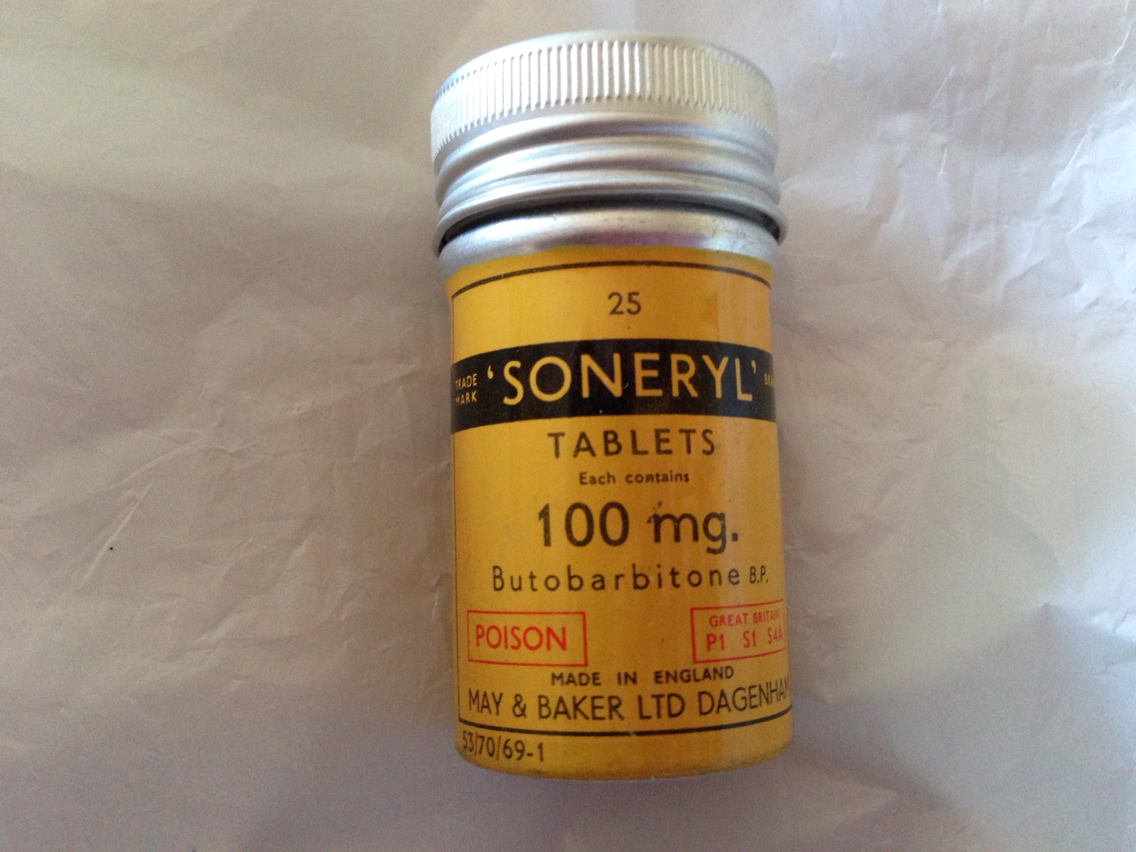 25
TRADE MARK 'SONERYL'
TABLETS
Each contains
100 mg.
Butobarbitone B.P.
POISON
GREAT BRITAIN
P1 S1 S4A
MADE IN ENGLAND
MAY & BAKER LTD DAGENHAM
53/70/69-1